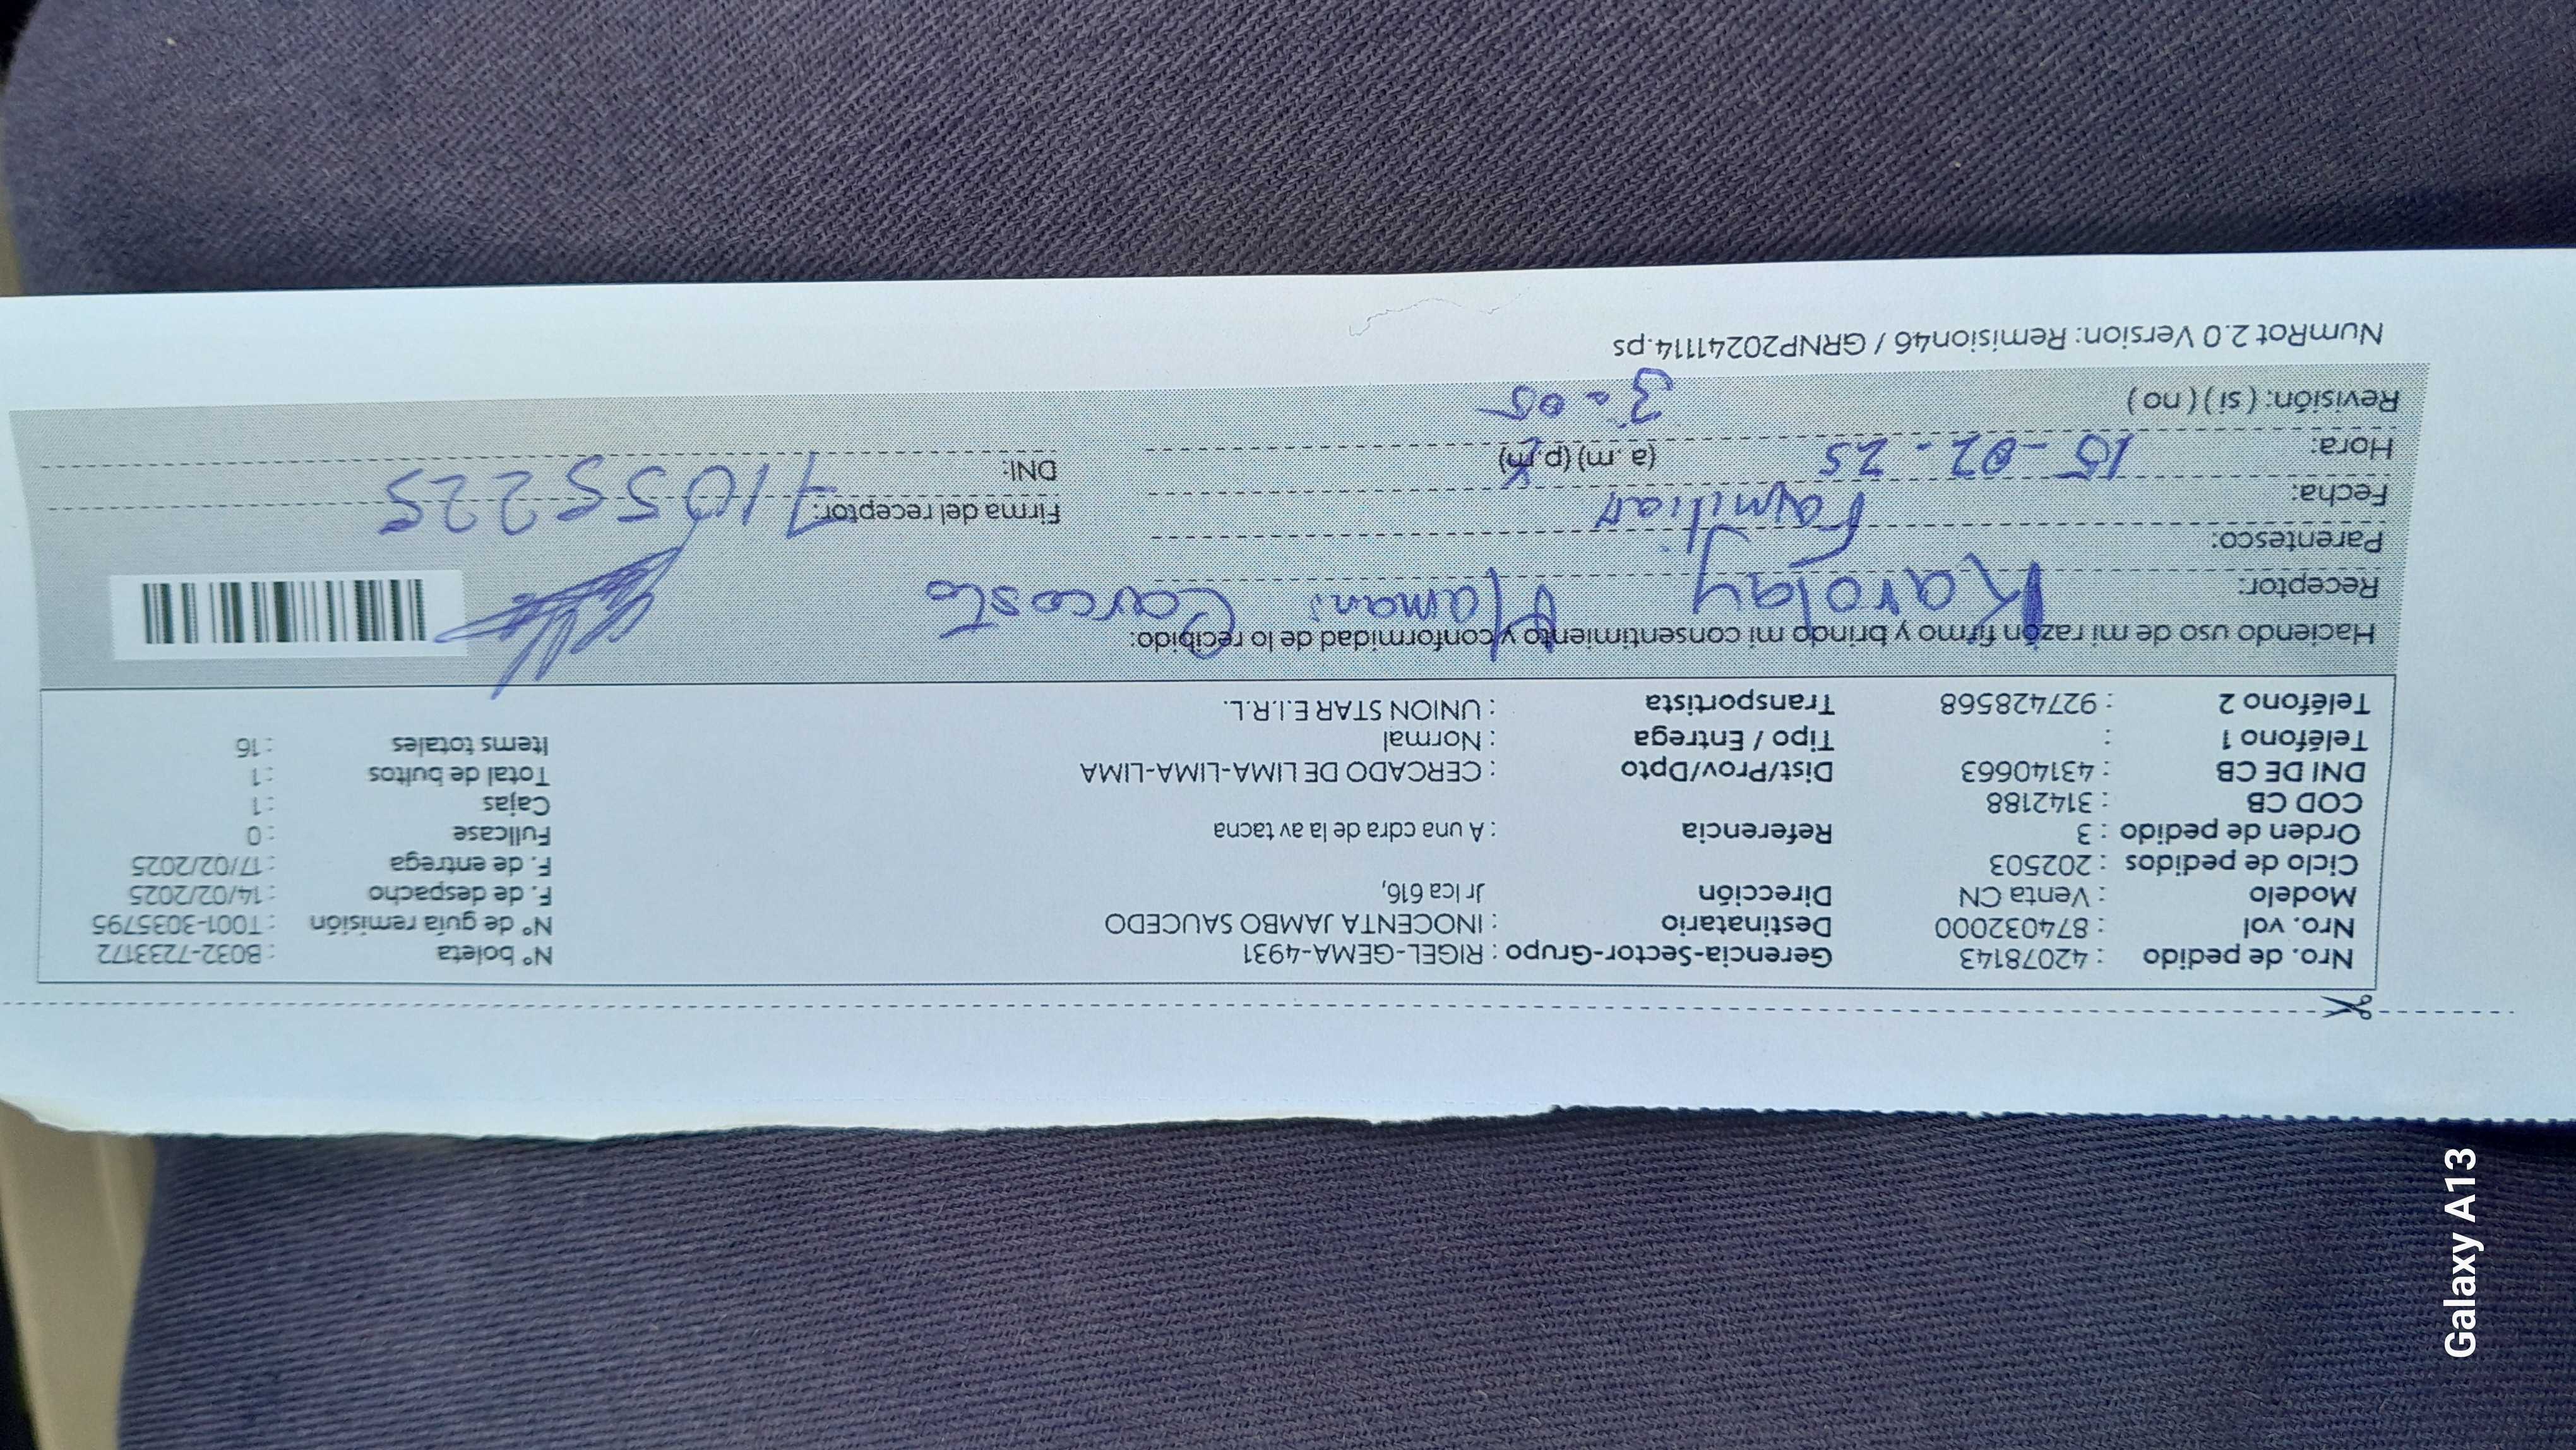 Nro. de pedido : 42078143 Gerencia-Sector-Grupo : RIGEL-GEMA-4931 N° boleta : B032-7233172
Nro. vol : 874032000 Destinatario : INOCENTA JAMBO SAUCEDO N° de guía remisión : T001-3035795
Modelo : Venta CN Dirección Jr Ica 616, F. de despacho : 14/02/2025
Ciclo de pedidos : 202503 F. de entrega : 17/02/2025
Orden de pedido : 3 Referencia : A una cdra de la av tacna Fullcase : 0
COD CB : 3142188 Cajas : 1
DNI DE CB : 43140663 Dist/Prov/Dpto : CERCADO DE LIMA-LIMA-LIMA Total de bultos : 1
Teléfono 1 : Tipo / Entrega : Normal Items totales : 16
Teléfono 2 : 927428568 Transportista : UNION STAR E.I.R.L.
Haciendo uso de mi razón firmo y brindo mi consentimiento y conformidad de lo recibido:
Receptor: Karolay Mamani Carcasto
Parentesco: Familiar
Fecha: 15-02-25 Firma del receptor: 71055225
Hora: (a .m) (p. m) DNI:
3:05
Revisión: ( si ) ( no )
NumRot 2.0 Version: Remision46 / GRNP20241114.ps
Galaxy A13